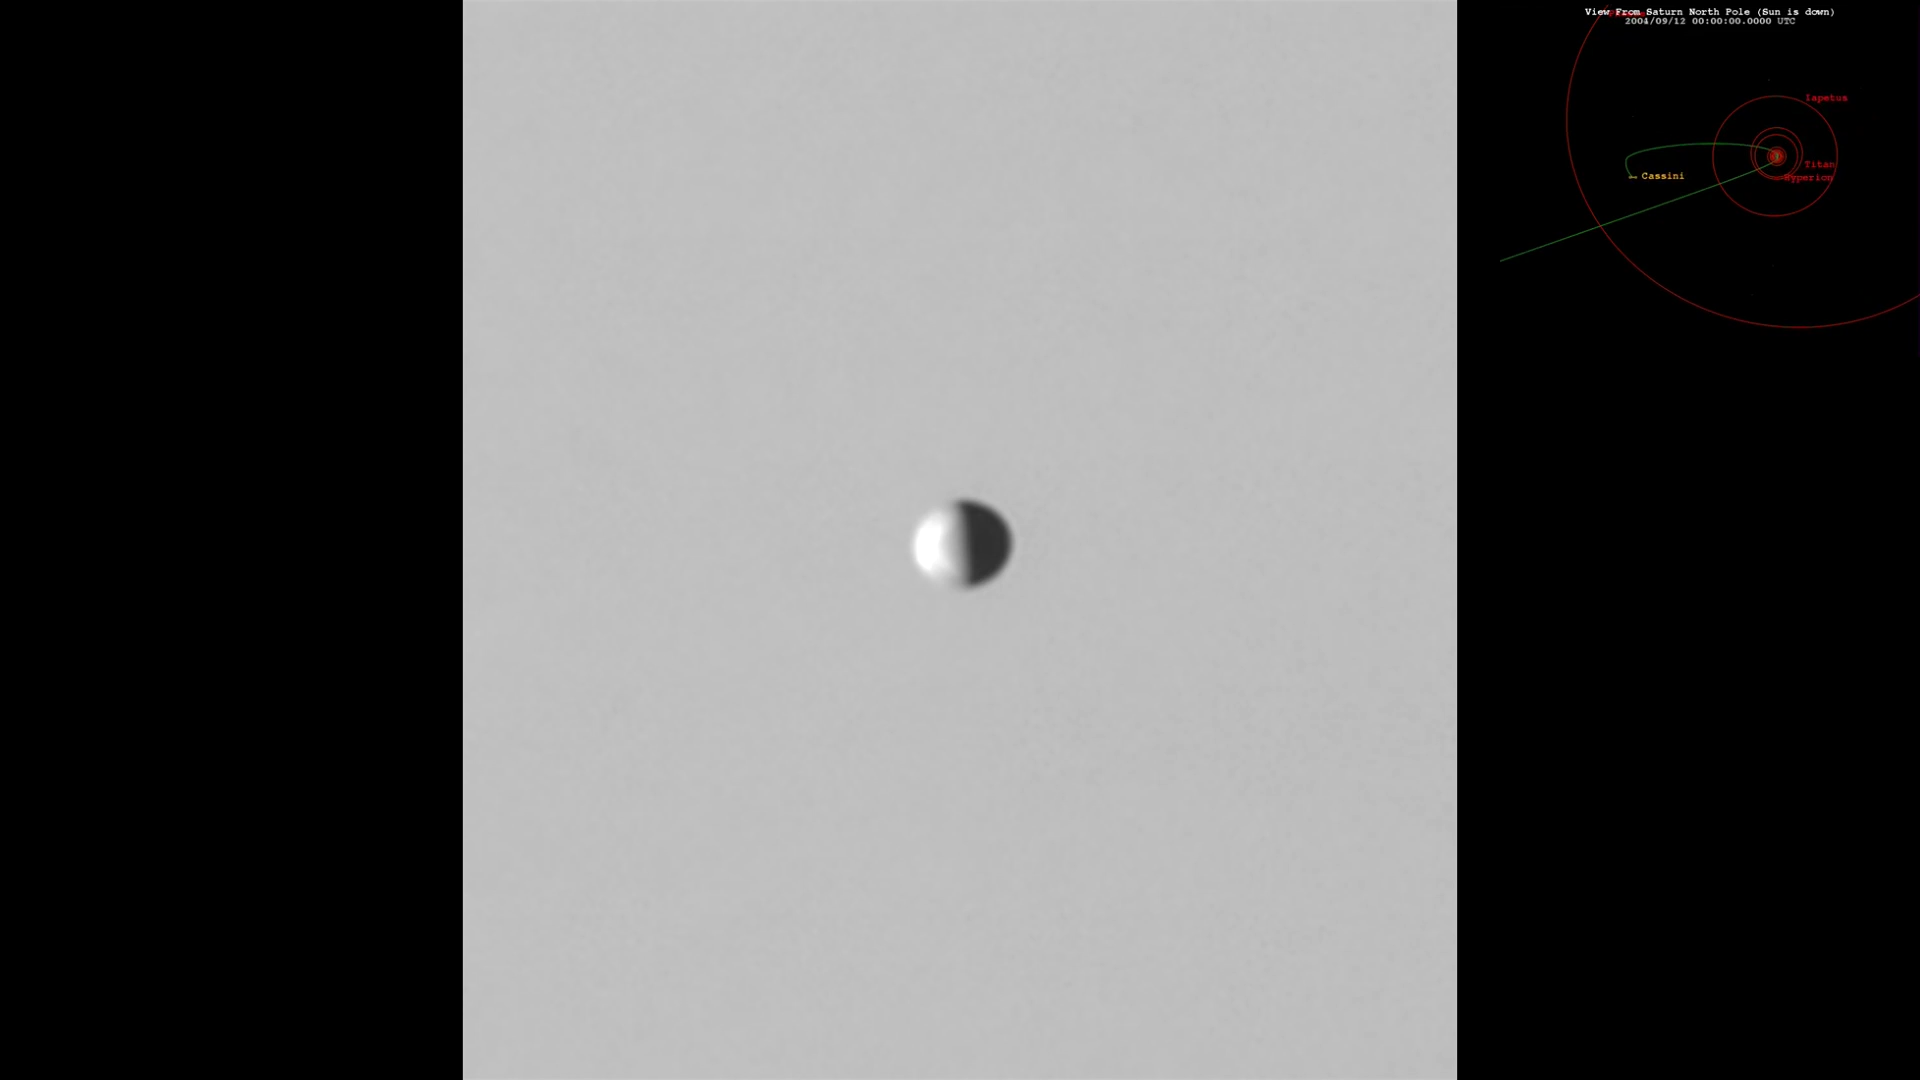 View From Saturn North Pole (Sun is down)
2004/09/12 00:00:00.0000 UTC
Iapetus
Titan
Cassini
Hyperion